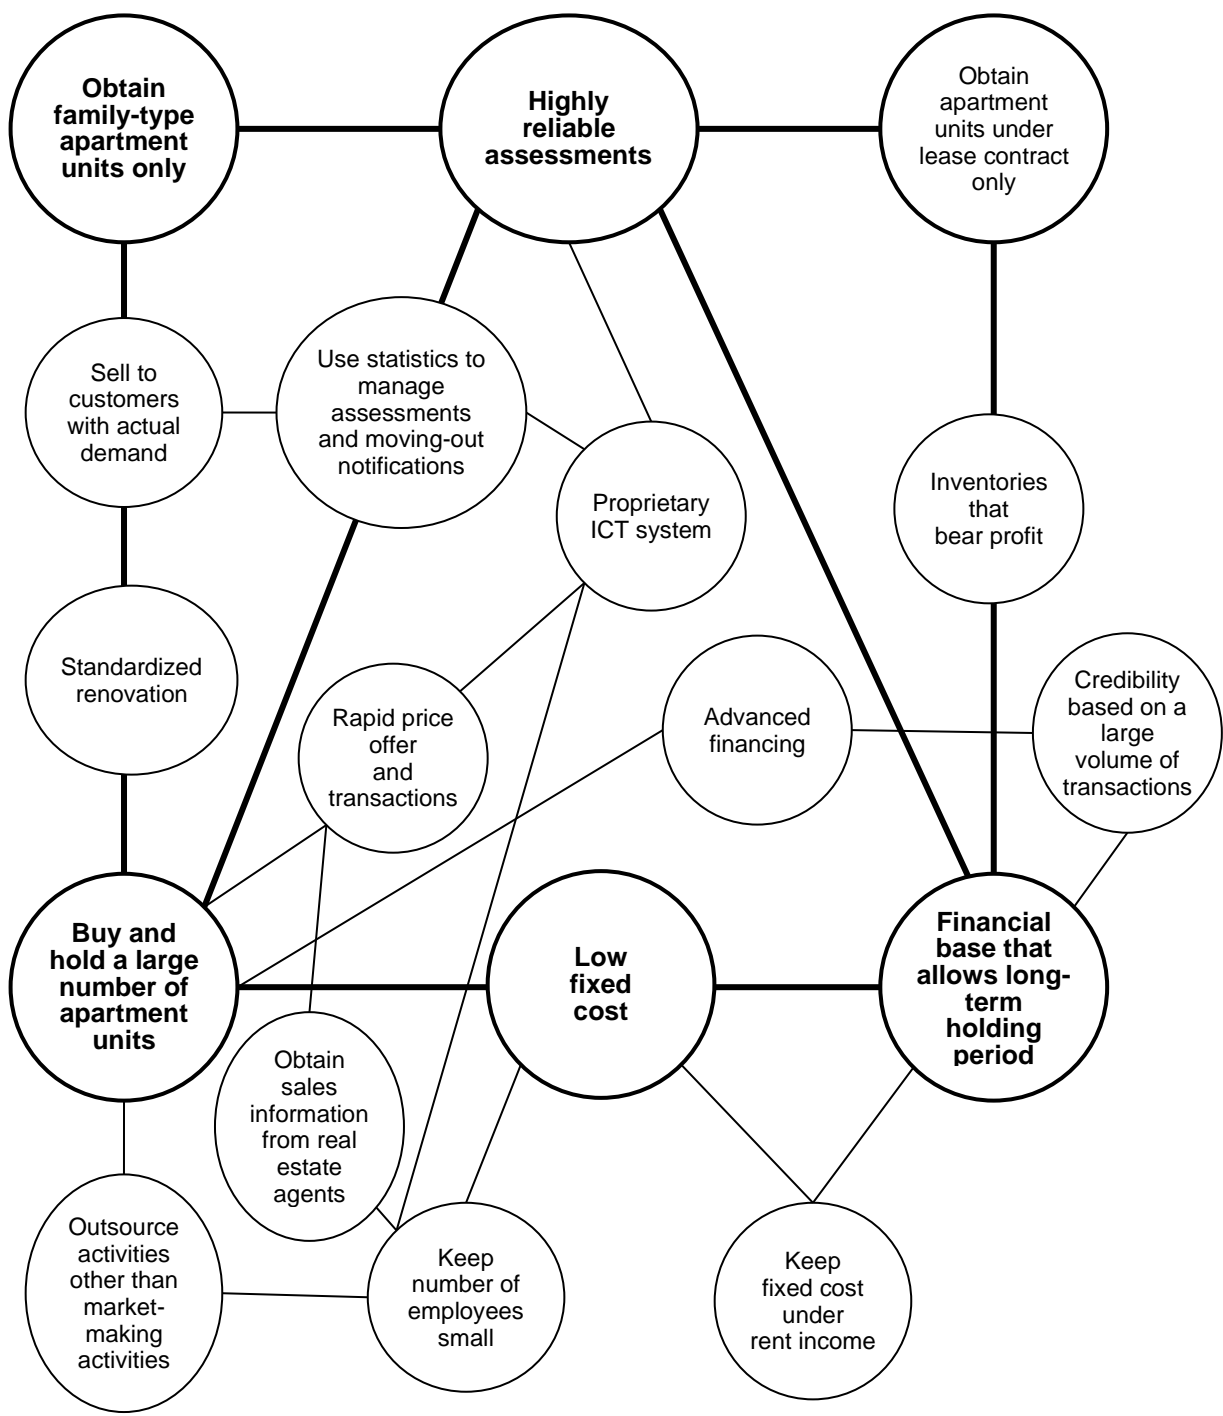 Obtain
family-type
apartment
units only
Highly
reliable
assessments
Obtain
apartment
units under
lease contract
only
Sell to
customers
with actual
demand
Use statistics to
manage
assessments
and moving-out
notifications
Proprietary
ICT system
Inventories
that
bear profit
Standardized
renovation
Rapid price
offer
and
transactions
Advanced
financing
Credibility
based on a
large
volume of
transactions
Buy and
hold a large
number of
apartment
units
Low
fixed
cost
Financial
base that
allows long-
term
holding
period
Obtain
sales
information
from real
estate
agents
Outsource
activities
other than
market-
making
activities
Keep
number of
employees
small
Keep
fixed cost
under
rent income